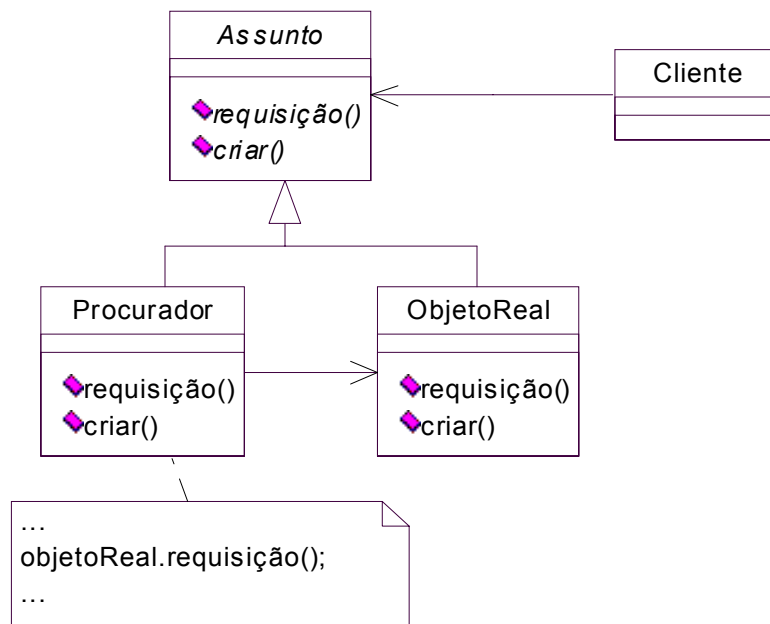 Assunto
requisição()
criar()
Cliente
Procurador
requisição()
criar()
ObjetoReal
requisição()
criar()
...
objetoReal.requisição();
...